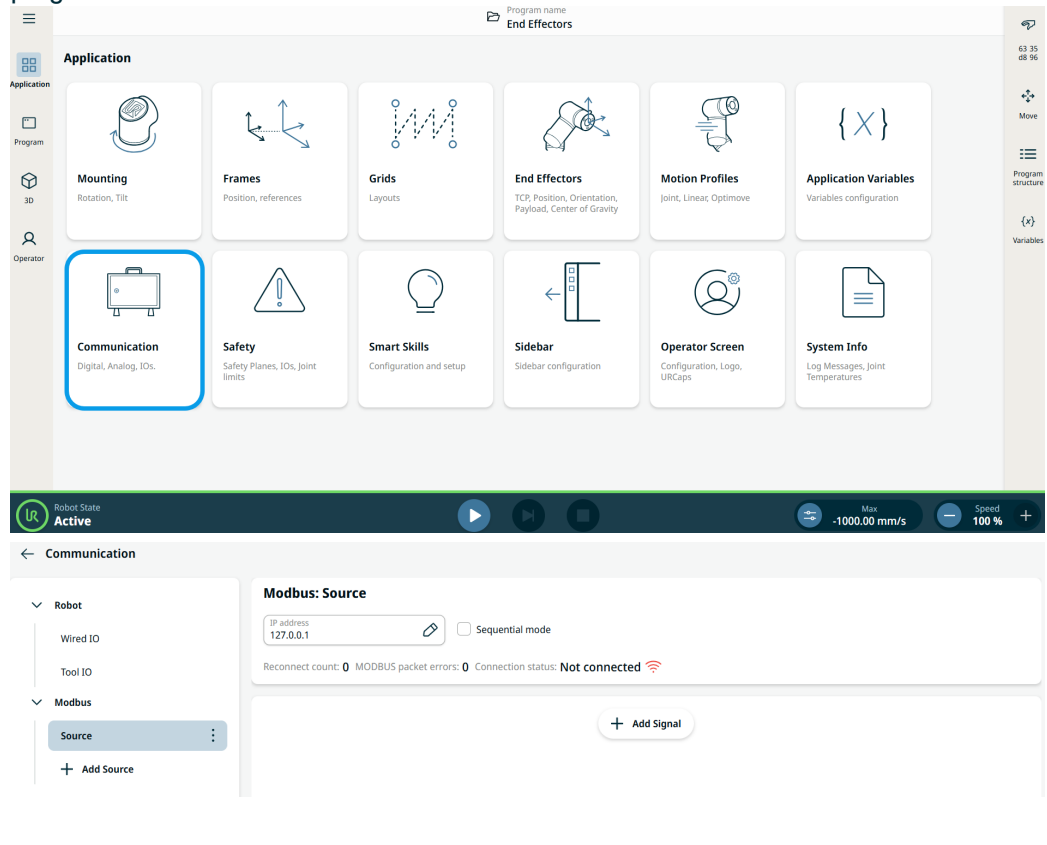 Program name
End Effectors
63 35
d8 96
Application
Application
Program
3D
Operator
Move
Program
structure
{x}
Variables
Mounting
Rotation, Tilt
Frames
Position, references
Grids
Layouts
End Effectors
TCP, Position, Orientation,
Payload, Center of Gravity
Motion Profiles
Joint, Linear, Optimove
{X}
Application Variables
Variables configuration
Communication
Digital, Analog, IOs.
Safety
Safety Planes, IOs, Joint
limits
Smart Skills
Configuration and setup
Sidebar
Sidebar configuration
Operator Screen
Configuration, Logo,
URCaps
System Info
Log Messages, Joint
Temperatures
UR
Robot State
Active
Max
-1000.00 mm/s
Speed
100 %
Communication
Robot
Wired IO
Tool IO
Modbus
Source
+ Add Source
Modbus: Source
IP address
127.0.0.1
Sequential mode
Reconnect count: 0 MODBUS packet errors: 0 Connection status: Not connected
+ Add Signal